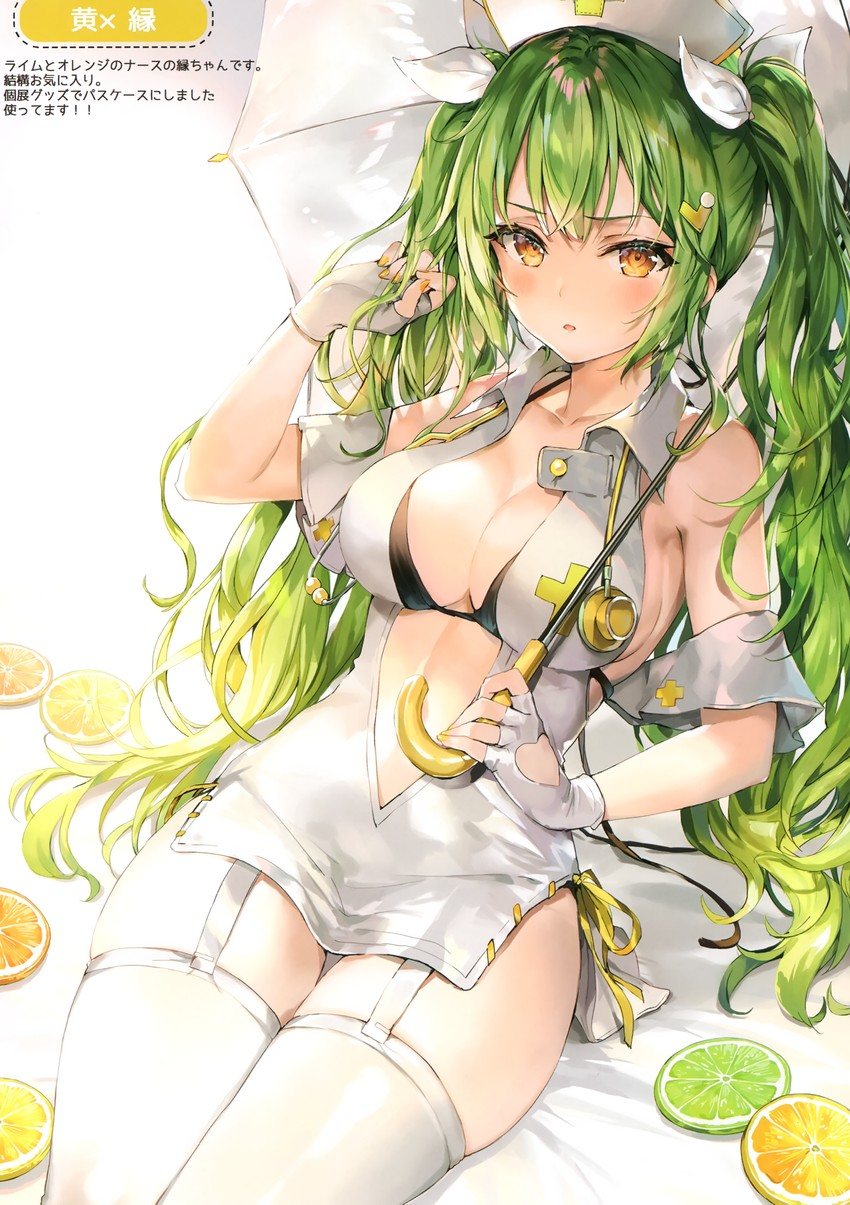 黄× 縁
ライムとオレンジのナースの縁ちゃんです。
結構お気に入り。
個展グッズでパスケースにしました
使ってます！！